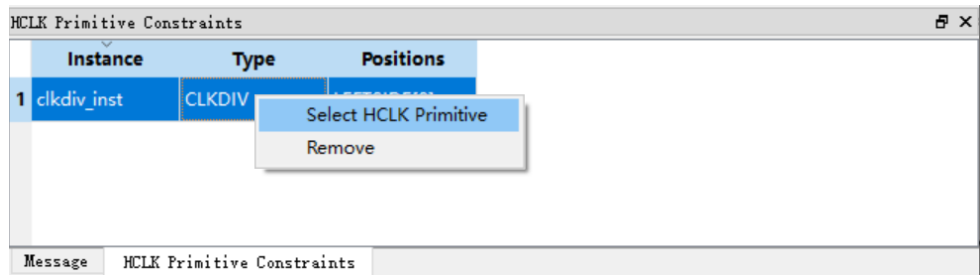 HCLK Primitive Constraints
Instance Type Positions
1 clkdiv_inst CLKDIV
Select HCLK Primitive
Remove
Message HCLK Primitive Constraints